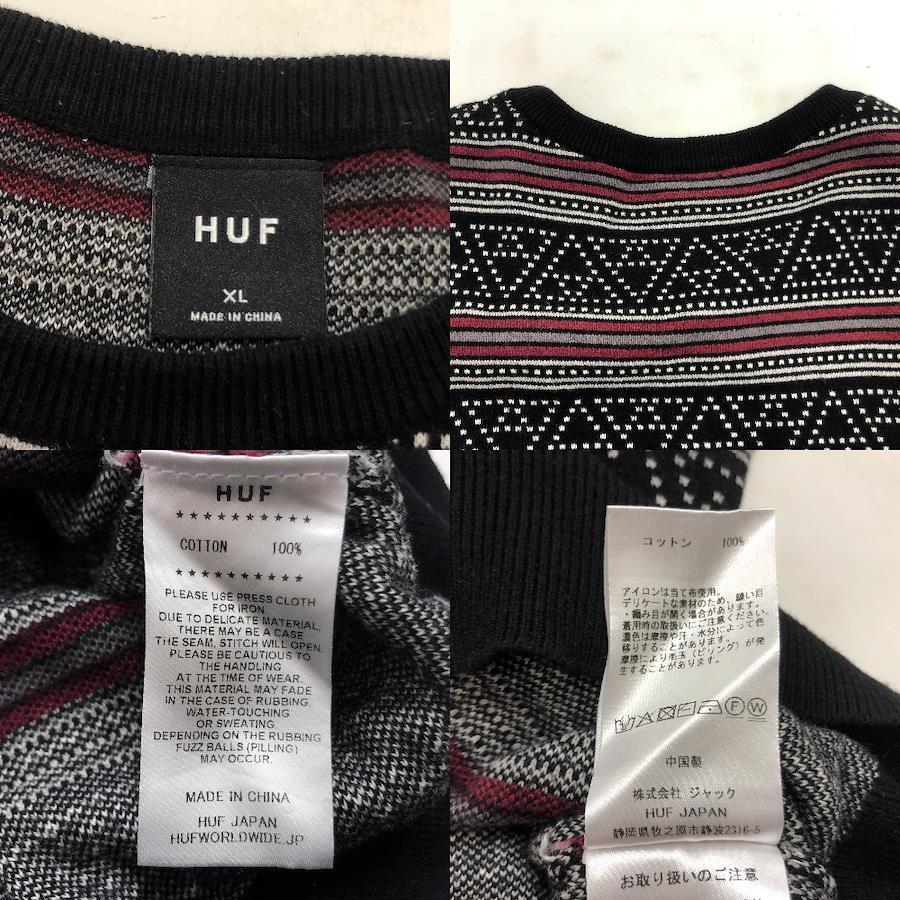 HUF
XL
MADE IN CHINA
HUF
★★★★★★★★★★
COTTON 100%
★★★★★★★★★★
PLEASE USE PRESS CLOTH
FOR IRON.
DUE TO DELICATE MATERIAL,
THERE MAY BE A CASE
THE SEAM, STITCH WILL OPEN.
PLEASE BE CAUTIOUS TO
THE HANDLING
AT THE TIME OF WEAR.
THIS MATERIAL MAY FADE
IN THE CASE OF RUBBING,
WATER-TOUCHING
OR SWEATING.
DEPENDING ON THE RUBBING
FUZZ BALLS (PILLING)
MAY OCCUR.
MADE IN CHINA
HUF JAPAN
HUFWORLDWIDE.JP
コットン 100%
アイロンは当て布使用。
デリケートな素材のため、縫い目
・編み目が開く場合があります。
着用時の取扱いにご注意ください。
濃色は摩擦や汗・水分によって色
移りすることがあります。
摩擦により毛玉(ピリング)が発
生することがあります。
F W
中国製
株式会社 ジャック
HUF JAPAN
静岡県牧之原市静波2316-5
お取り扱いのご注意